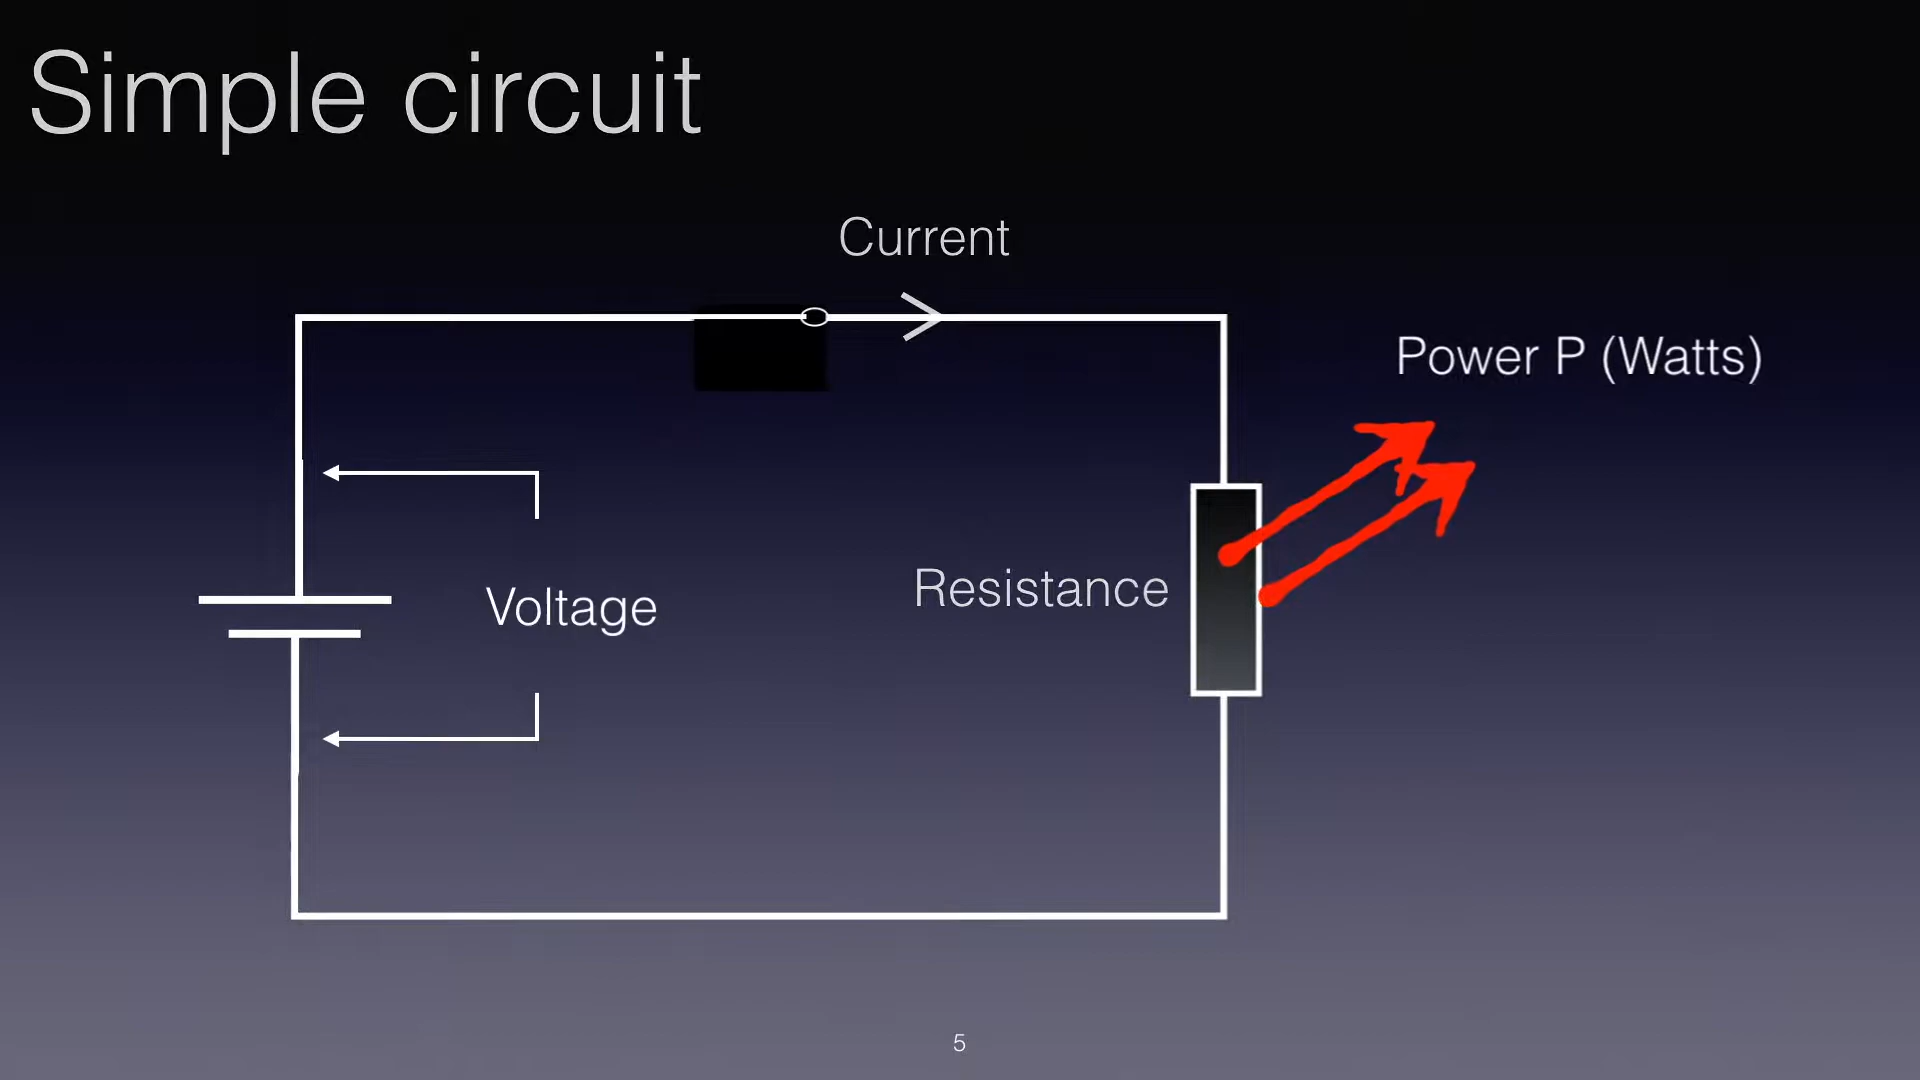 Simple circuit
Current
Power P (Watts)
Resistance
Voltage
5